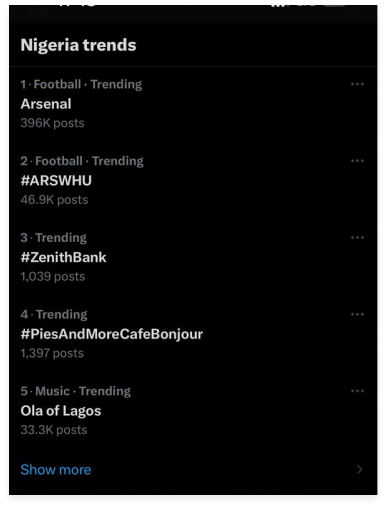 Nigeria trends
1 · Football · Trending
Arsenal
396K posts
2 · Football · Trending
#ARSWHU
46.9K posts
3 · Trending
#ZenithBank
1,039 posts
4 · Trending
#PiesAndMoreCafeBonjour
1,397 posts
5 · Music · Trending
Ola of Lagos
33.3K posts
Show more